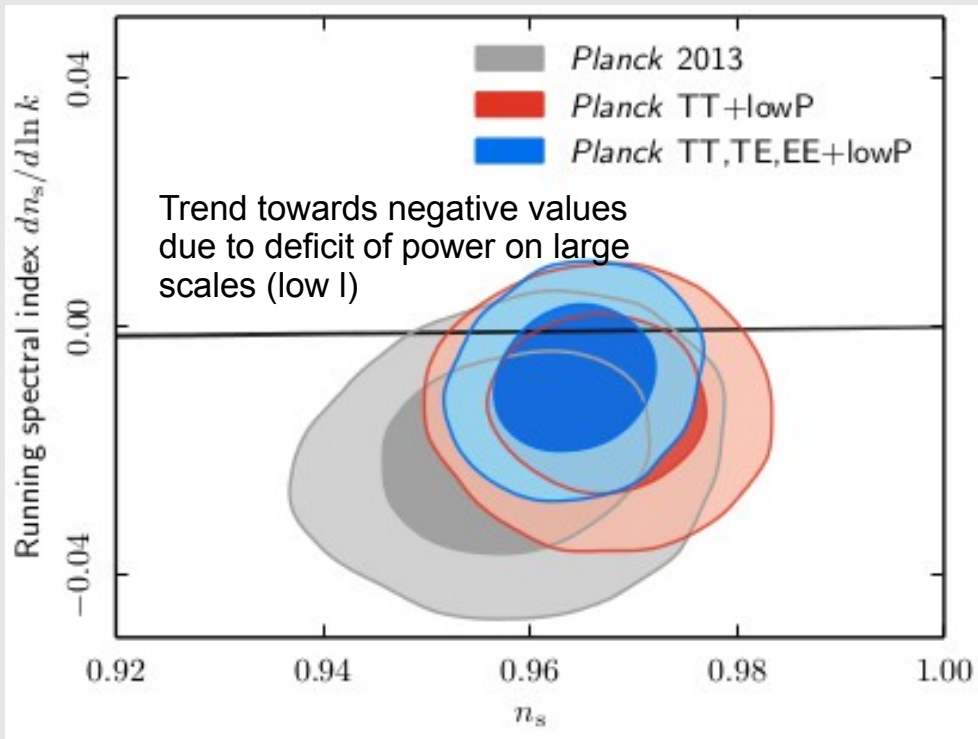 Planck 2013
Planck TT+lowP
Planck TT,TE,EE+lowP
Trend towards negative values
due to deficit of power on large
scales (low l)
Running spectral index dn_s/d ln k
0.04
0.00
−0.04
0.92 0.94 0.96 0.98 1.00
n_s